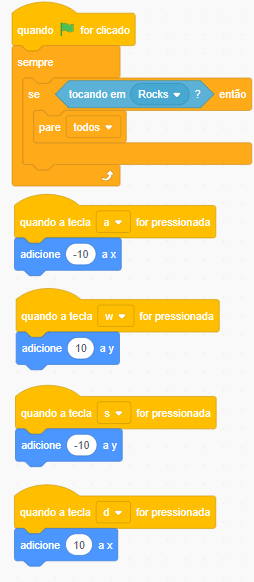 quando for clicado
sempre
se tocando em Rocks ? então
pare todos
quando a tecla a for pressionada
adicione -10 a x
quando a tecla w for pressionada
adicione 10 a y
quando a tecla s for pressionada
adicione -10 a y
quando a tecla d for pressionada
adicione 10 a x